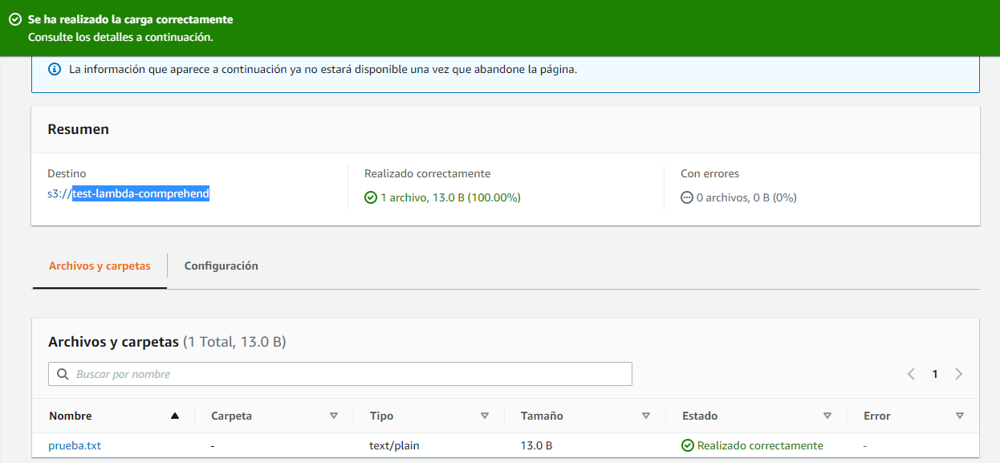 Se ha realizado la carga correctamente
Consulte los detalles a continuación.
La información que aparece a continuación ya no estará disponible una vez que abandone la página.
Resumen
Destino
s3://test-lambda-conmprehend
Realizado correctamente
1 archivo, 13.0 B (100.00%)
Con errores
0 archivos, 0 B (0%)
Archivos y carpetas
Configuración
Archivos y carpetas (1 Total, 13.0 B)
Buscar por nombre
1
Nombre Carpeta Tipo Tamaño Estado Error
prueba.txt - text/plain 13.0 B Realizado correctamente -